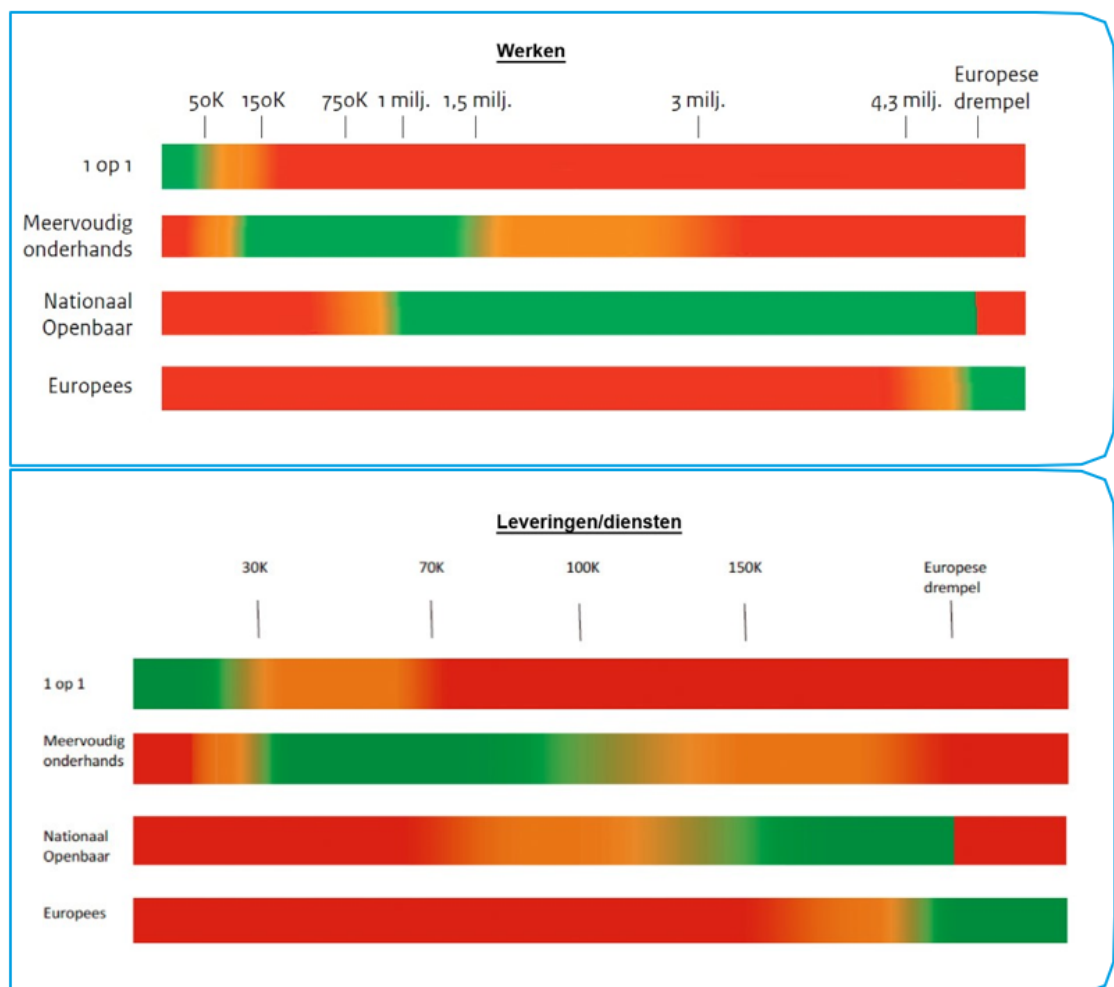 Werken
50K 150K 750K 1 milj. 1,5 milj. 3 milj. 4,3 milj. Europese
drempel
1 op 1
Meervoudig
onderhands
Nationaal
Openbaar
Europees
Leveringen/diensten
30K 70K 100K 150K Europese
drempel
1 op 1
Meervoudig
onderhands
Nationaal
Openbaar
Europees